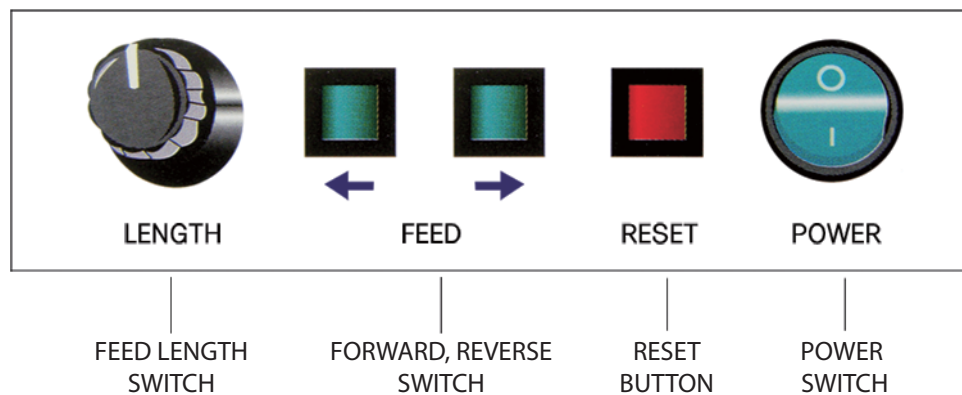 O
I
LENGTH FEED RESET POWER
FEED LENGTH SWITCH
FORWARD, REVERSE SWITCH
RESET BUTTON
POWER SWITCH